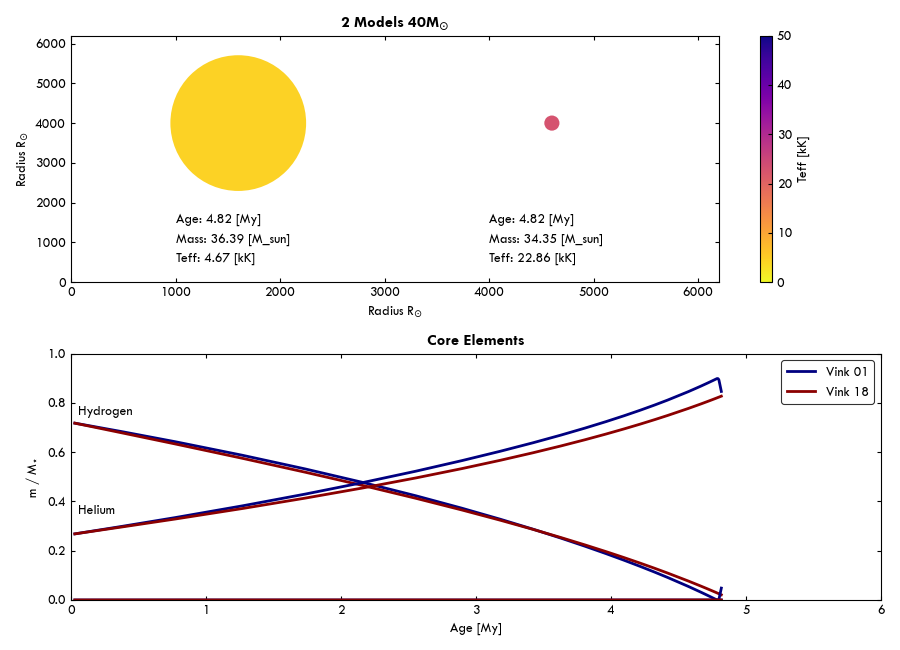 2 Models 40M☉
6000
5000
4000
3000
2000
1000
0
Radius R☉
Age: 4.82 [My]
Mass: 36.39 [M_sun]
Teff: 4.67 [kK]
Age: 4.82 [My]
Mass: 34.35 [M_sun]
Teff: 22.86 [kK]
0 1000 2000 3000 4000 5000 6000
Radius R☉
50
40
30
20
10
0
Teff [kK]
Core Elements
1.0
0.8
0.6
0.4
0.2
0.0
m / M⋆
Hydrogen
Helium
Vink 01
Vink 18
0 1 2 3 4 5 6
Age [My]